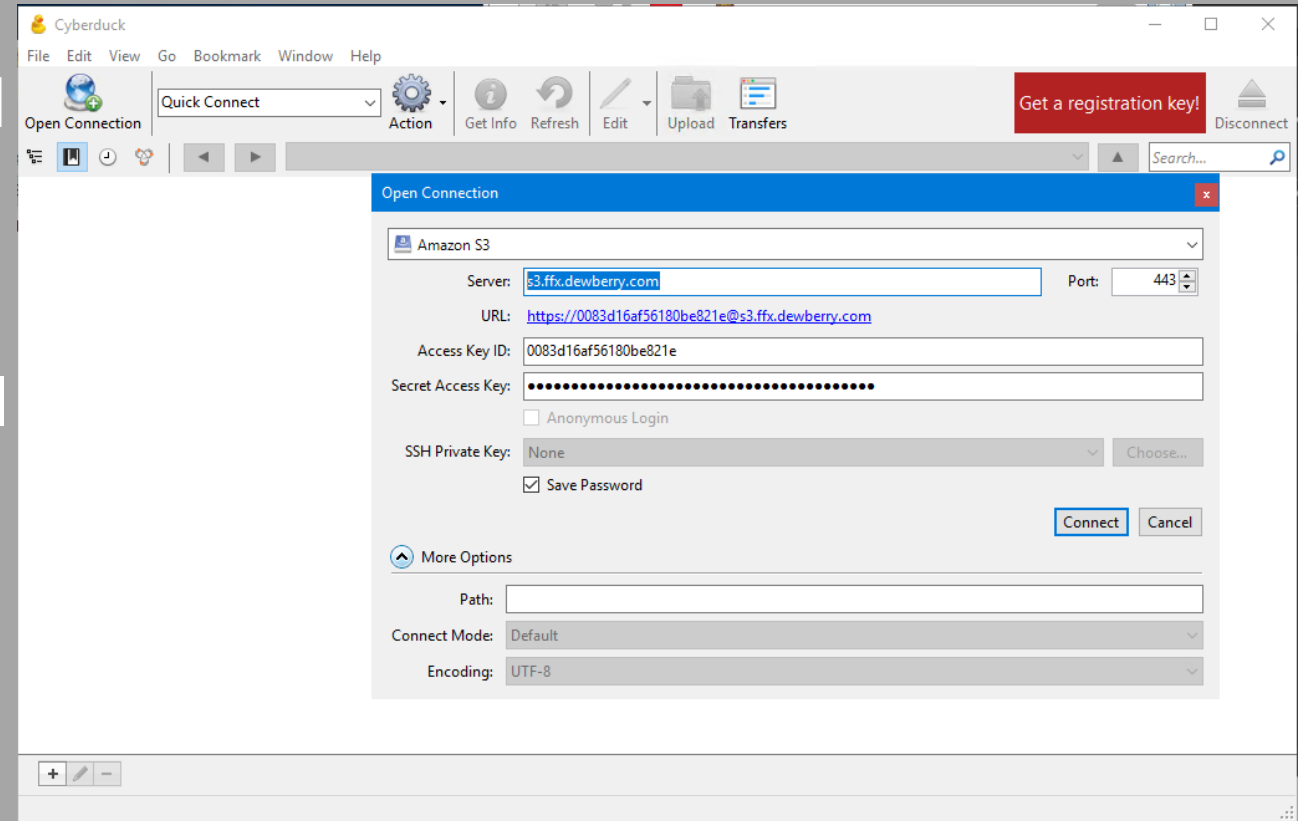 Cyberduck
File Edit View Go Bookmark Window Help
Quick Connect
Open Connection Action Get Info Refresh Edit Upload Transfers Get a registration key! Disconnect
Search...
Open Connection x
Amazon S3
Server: s3.ffx.dewberry.com Port: 443
URL: https://0083d16af56180be821e@s3.ffx.dewberry.com
Access Key ID: 0083d16af56180be821e
Secret Access Key: ••••••••••••••••••••••••••••••••••••••••
Anonymous Login
SSH Private Key: None Choose...
Save Password
Connect Cancel
More Options
Path:
Connect Mode: Default
Encoding: UTF-8